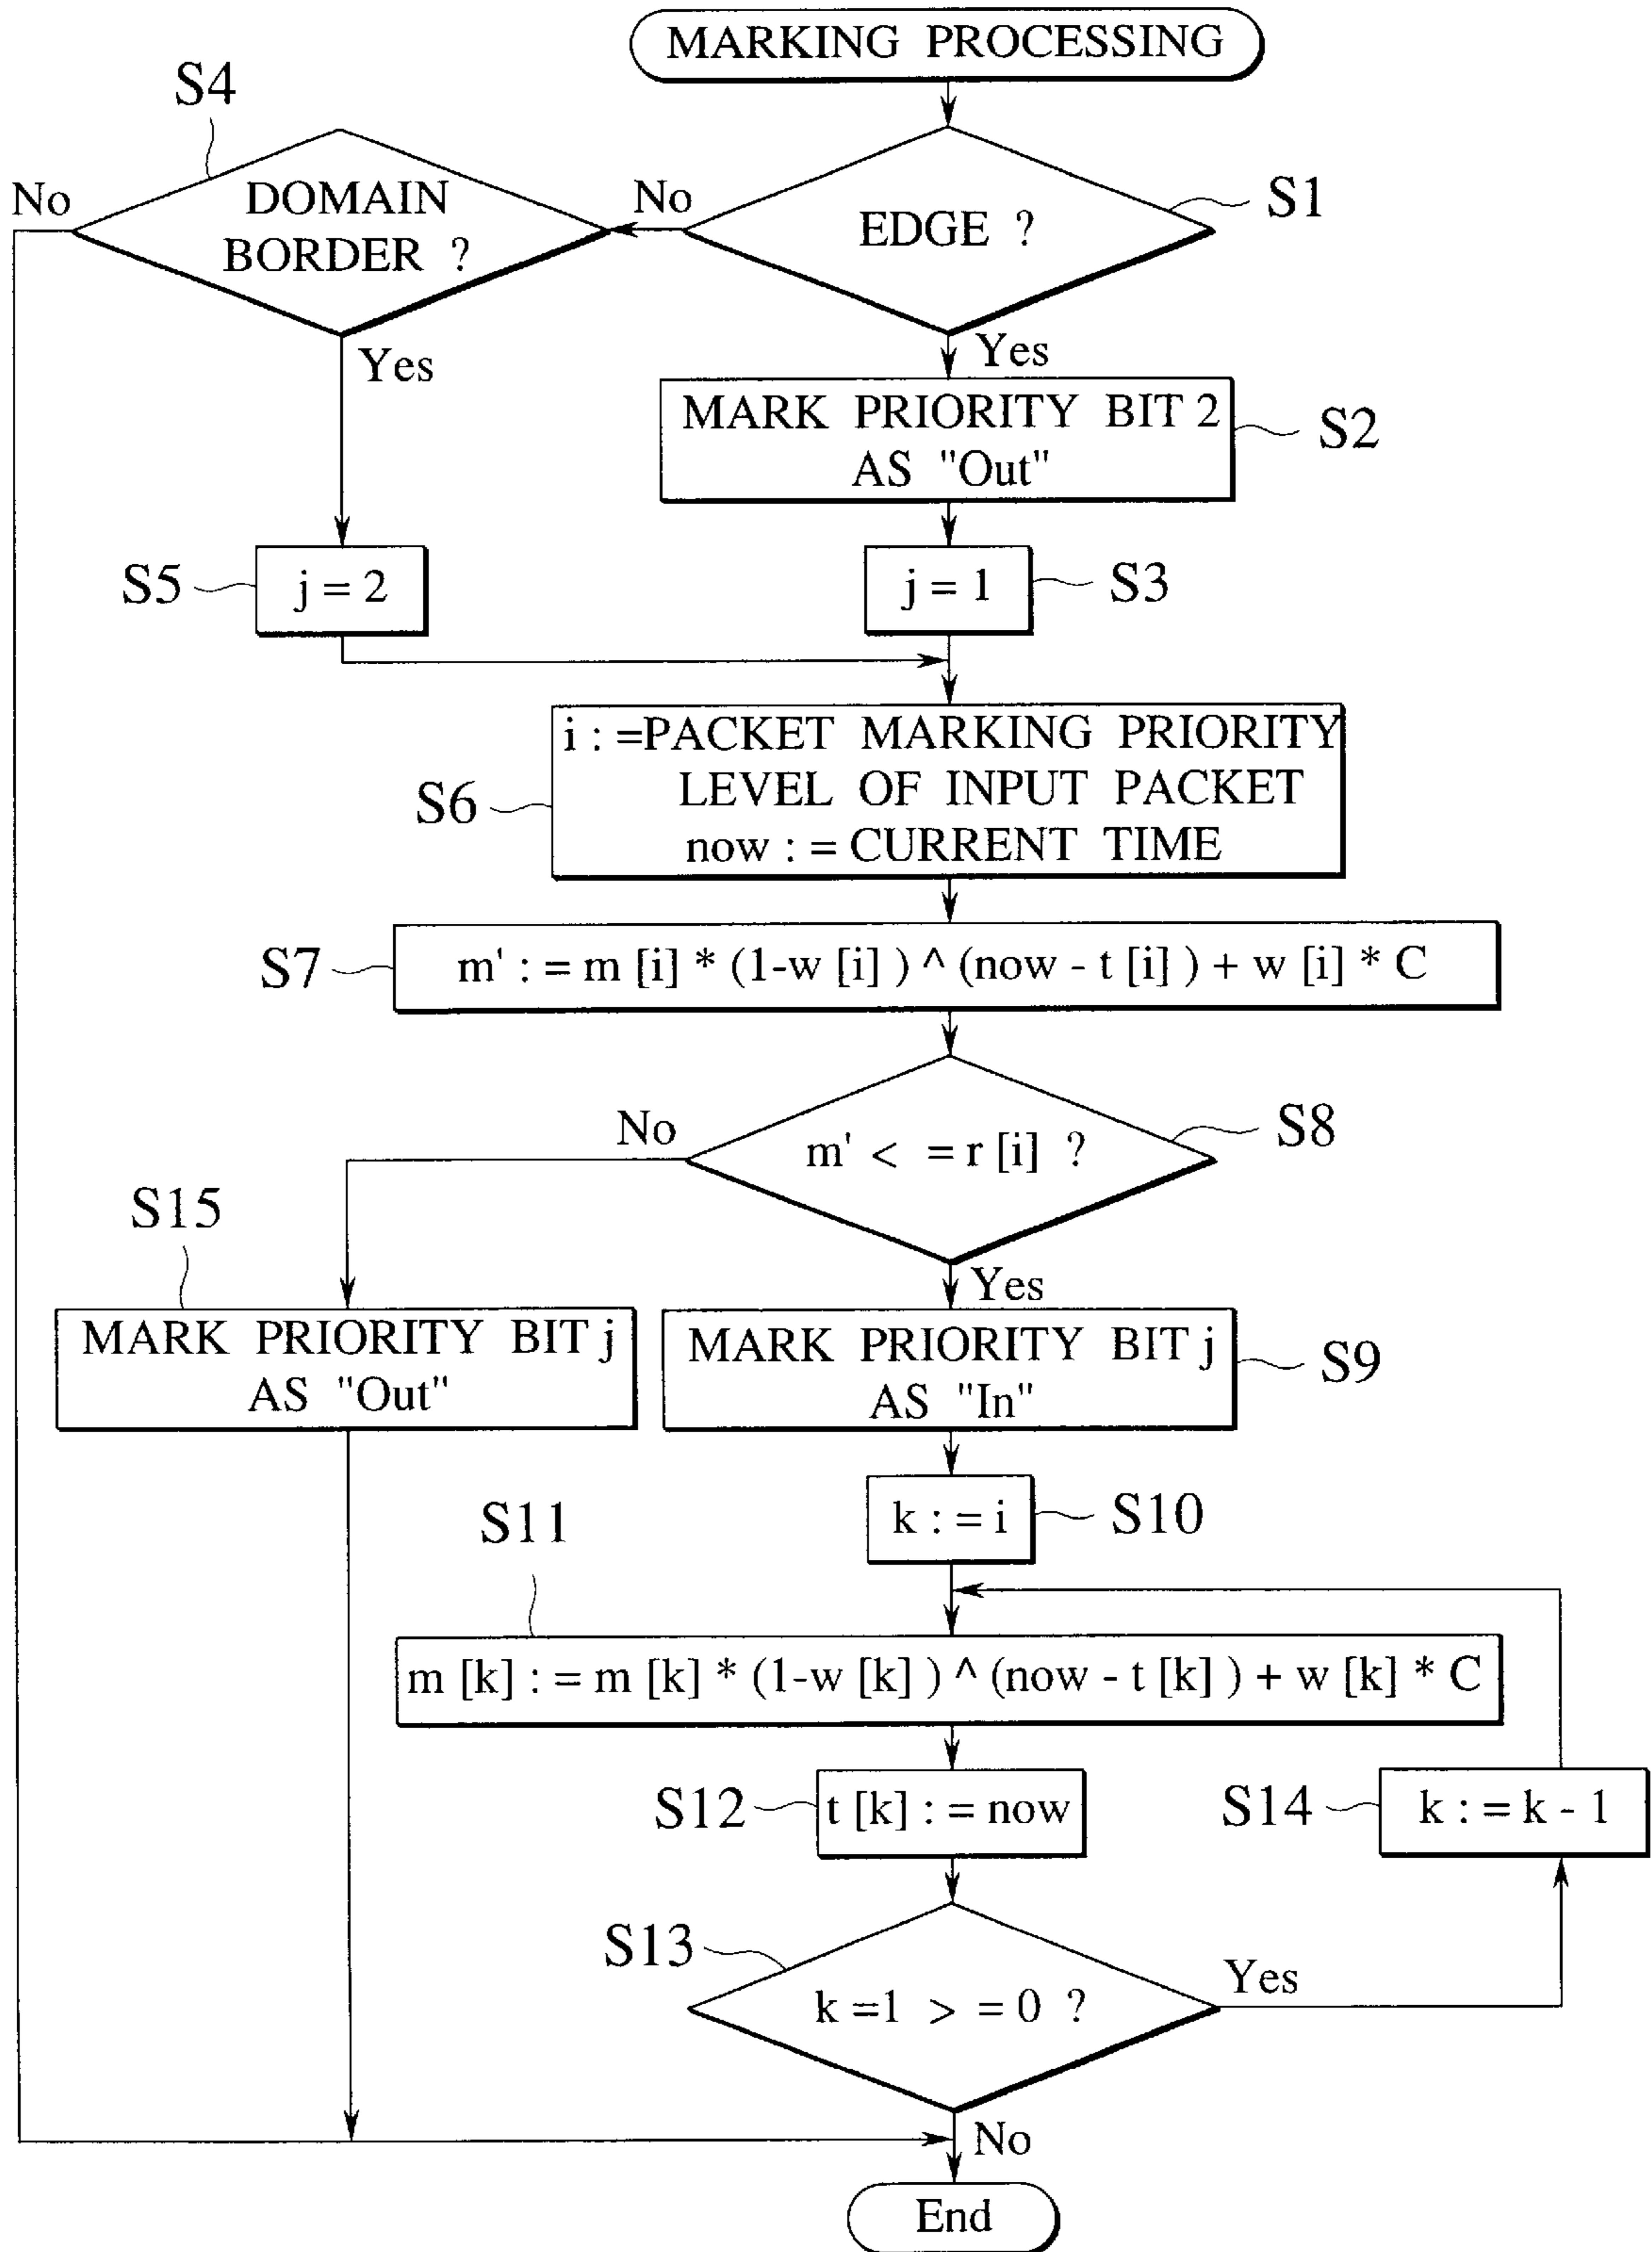 MARKING PROCESSING
S4
No
DOMAIN
BORDER ?
No
EDGE ?
S1
Yes
Yes
MARK PRIORITY BIT 2
AS "Out"
S2
S5
j = 2
j = 1
S3
i : =PACKET MARKING PRIORITY
LEVEL OF INPUT PACKET
now : = CURRENT TIME
S6
S7
m' : = m [i] * (1-w [i] ) ^ (now - t [i] ) + w [i] * C
No
m' < = r [i] ?
S8
S15
Yes
MARK PRIORITY BIT j
AS "Out"
MARK PRIORITY BIT j
AS "In"
S9
k : = i
S10
S11
m [k] : = m [k] * (1-w [k] ) ^ (now - t [k] ) + w [k] * C
S12
t [k] : = now
S14
k : = k - 1
S13
k =1 > = 0 ?
Yes
No
End